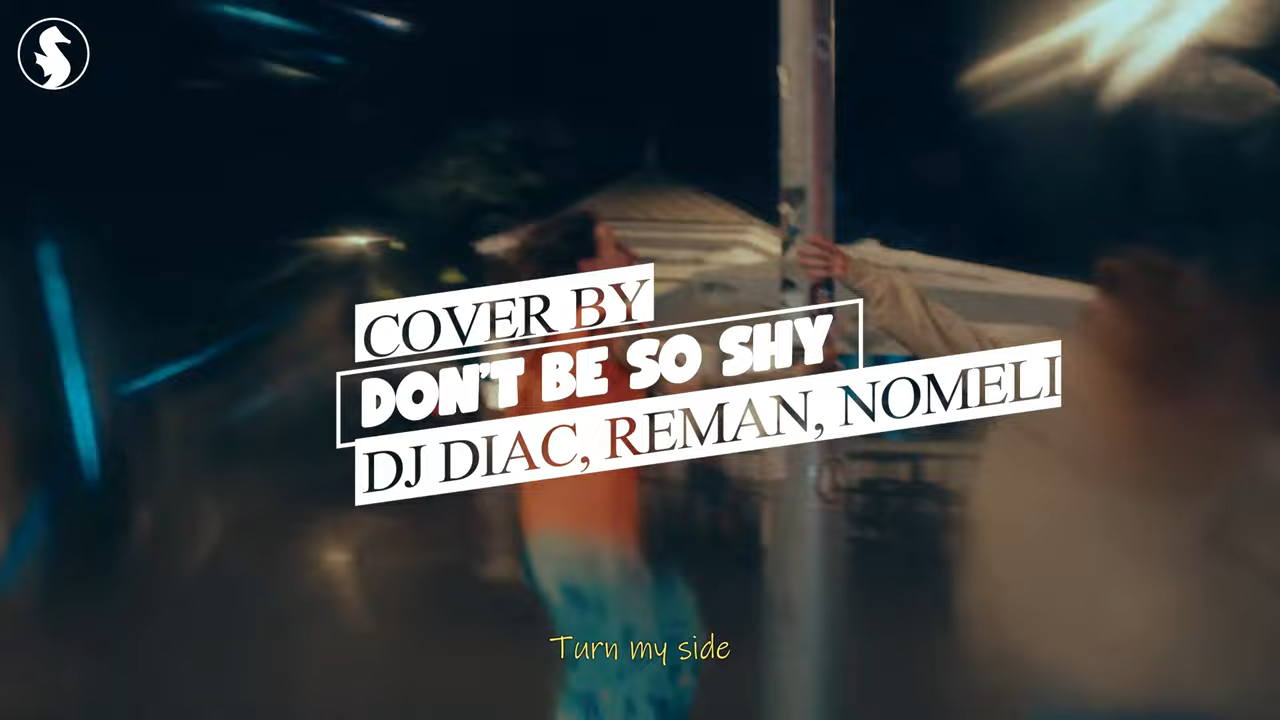 COVER BY
DON'T BE SO SHY
DJ DIAC, REMAN, NOMELI
Turn my side